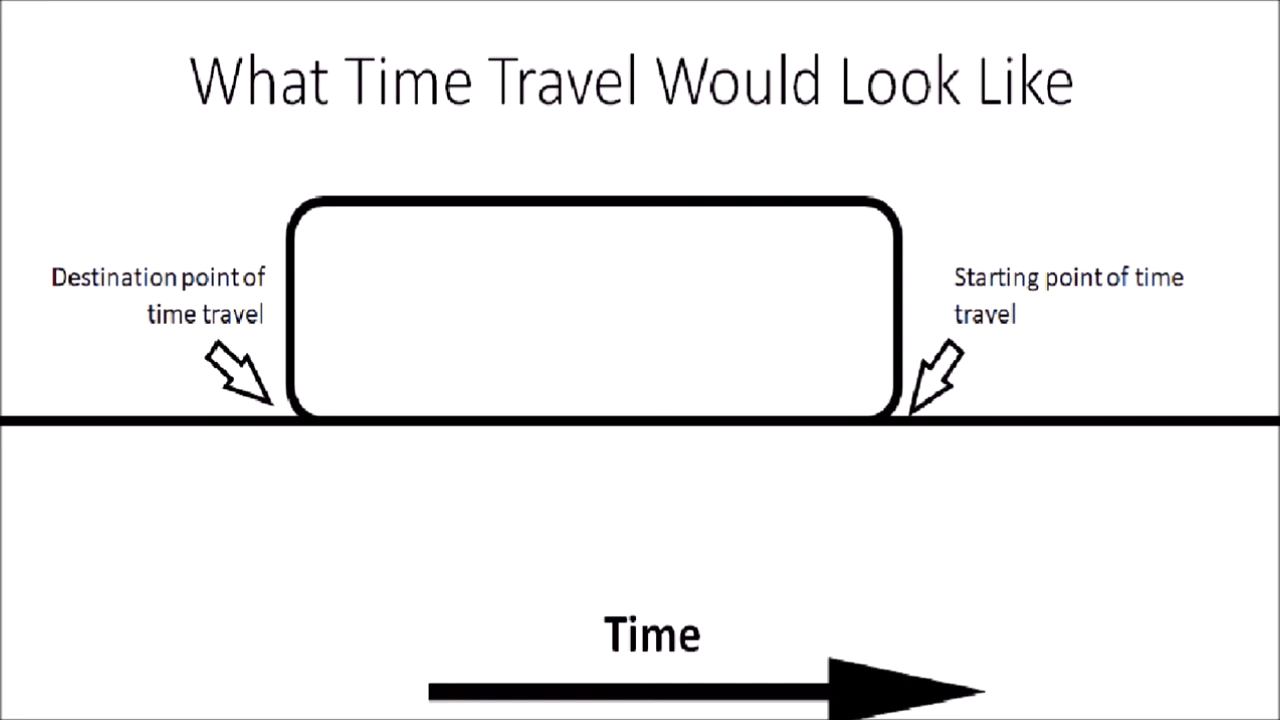 What Time Travel Would Look Like
Destination point of
time travel
Starting point of time
travel
Time